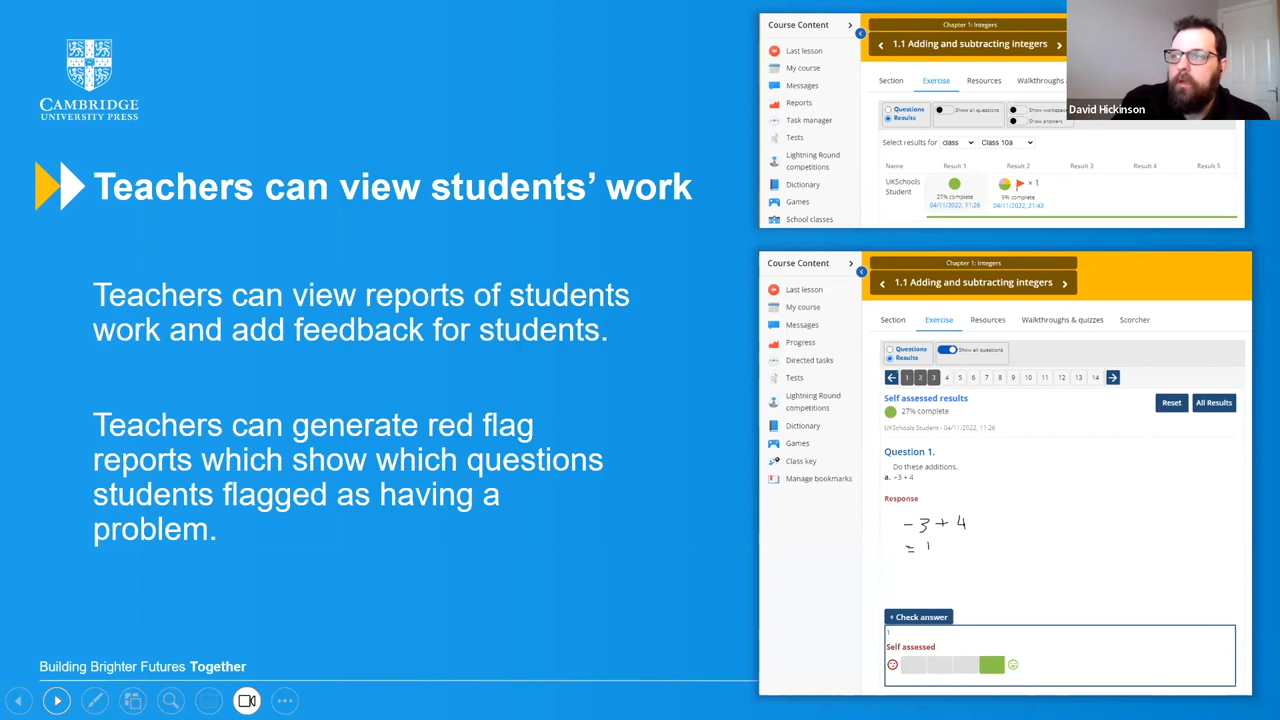 CAMBRIDGE
UNIVERSITY PRESS
Teachers can view students' work
Teachers can view reports of students
work and add feedback for students.
Teachers can generate red flag
reports which show which questions
students flagged as having a
problem.
Building Brighter Futures Together
Course Content
Last lesson
My course
Messages
Reports
Task manager
Tests
Lightning Round
competitions
Dictionary
Games
School classes
Chapter 1: Integers
1.1 Adding and subtracting integers
Section Exercise Resources Walkthroughs
Questions
Results
Show all questions
Show
Show answers
Select results for class Class 10a
Name Result 1 Result 2 Result 3 Result 4 Result 5
UKSchools
Student
27% complete
04/11/2022, 11:26
× 1
9% complete
04/11/2022, 21:43
David Hickinson
Course Content
Last lesson
My course
Messages
Progress
Directed tasks
Tests
Lightning Round
competitions
Dictionary
Games
Class key
Manage bookmarks
Chapter 1: Integers
1.1 Adding and subtracting integers
Section Exercise Resources Walkthroughs & quizzes Scorcher
Questions
Results
Show all questions
1 2 3 4 5 6 7 8 9 10 11 12 13 14
Self assessed results
27% complete
Reset All Results
UKSchools Student - 04/11/2022, 11:26
Question 1.
Do these additions.
a. −3 + 4
Response
−3 + 4
= 1
+ Check answer
1
Self assessed